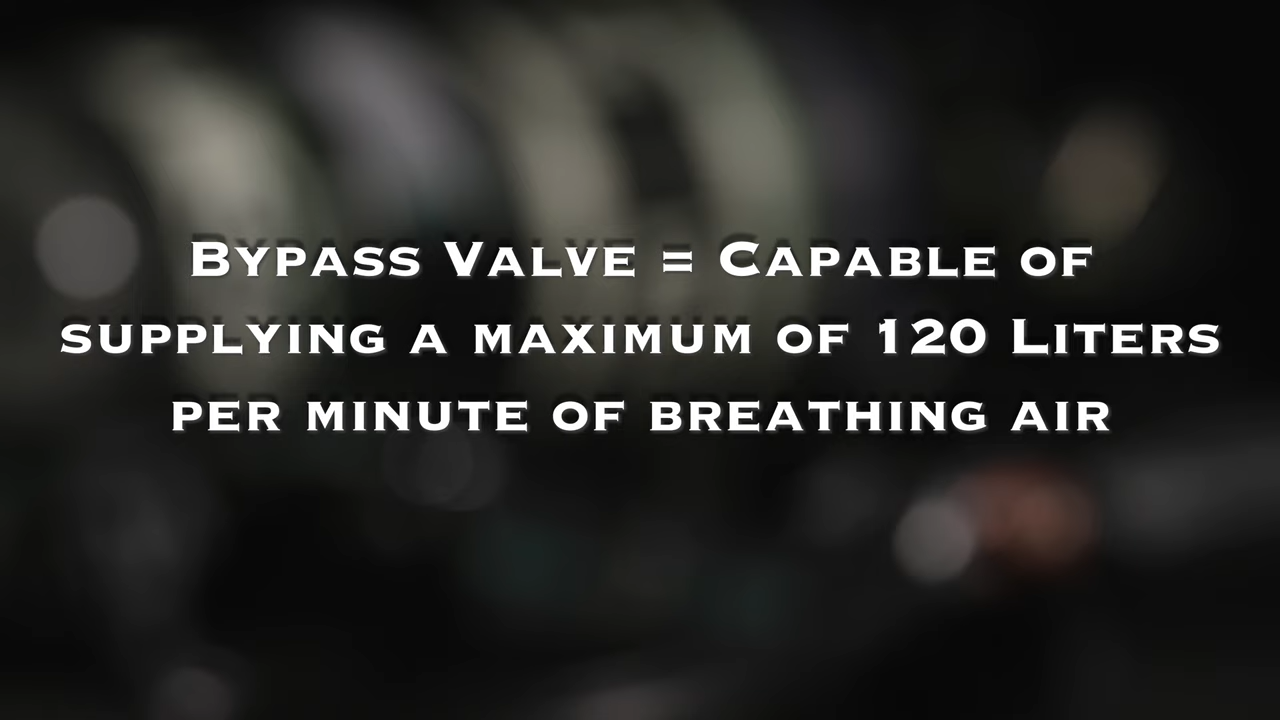 Bypass Valve = Capable of
supplying a maximum of 120 Liters
per minute of breathing air